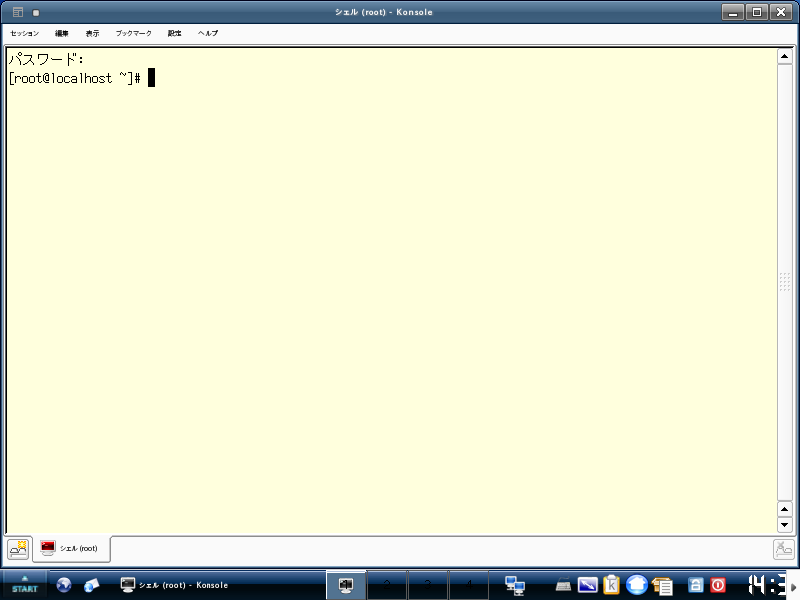 シェル (root) - Konsole
セッション 編集 表示 ブックマーク 設定 ヘルプ
パスワード:
[root@localhost ~]#
シェル (root)
START シェル (root) - Konsole 2 3 4 14:3